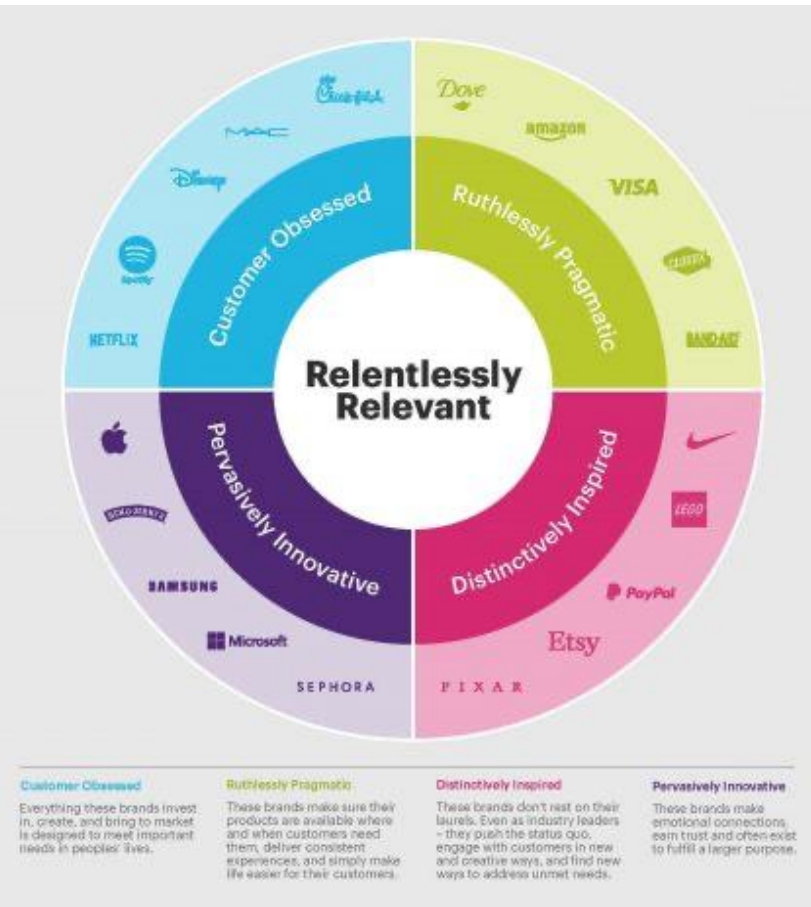 Chick-fil-A
Dove
MAC
amazon
Disney
VISA
Customer Obsessed
Ruthlessly Pragmatic
Spotify
CLOROX
NETFLIX
BAND-AID
Relentlessly
Relevant
Pervasively Innovative
Distinctively Inspired
BEN & JERRY'S
LEGO
SAMSUNG
PayPal
Microsoft
Etsy
SEPHORA
PIXAR
Customer Obsessed
Everything these brands invest
in, create, and bring to market
is designed to meet important
needs in peoples' lives.
Ruthlessly Pragmatic
These brands make sure their
products are available where
and when customers need
them, deliver consistent
experiences, and simply make
life easier for their customers.
Distinctively Inspired
These brands don't rest on their
laurels. Even as industry leaders
– they push the status quo,
engage with customers in new
and creative ways, and find new
ways to address unmet needs.
Pervasively Innovative
These brands make
emotional connections,
earn trust and often exist
to fulfill a larger purpose.